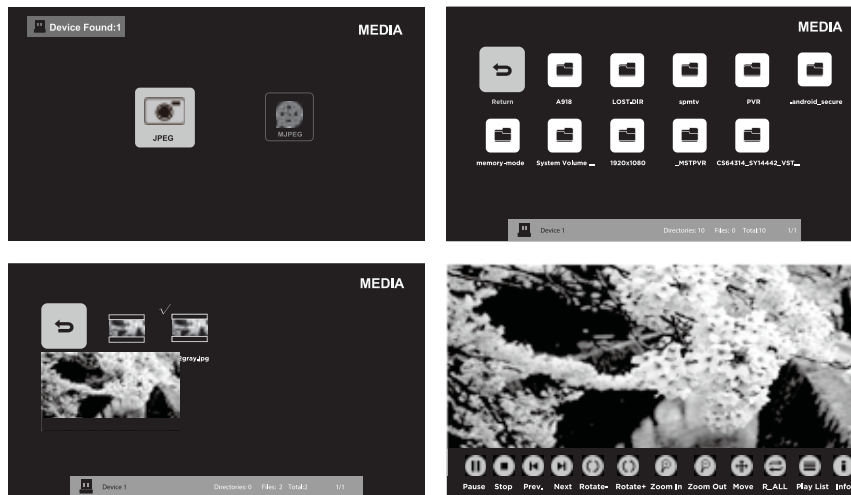 Device Found:1
MEDIA
JPEG
MJPEG
MEDIA
Return A918 LOST.DIR spmtv PVR .android_secure
memory-mode System Volume _ 1920x1080 _MSTPVR CS64314_SY14442_VST_
Device 1 Directories: 10 Files: 0 Total:10 1/1
MEDIA
gray.jpg
Device 1 Directories: 0 Files: 2 Total:2 1/1
Pause Stop Prev. Next Rotate- Rotate+ Zoom In Zoom Out Move R_ALL Play List Info